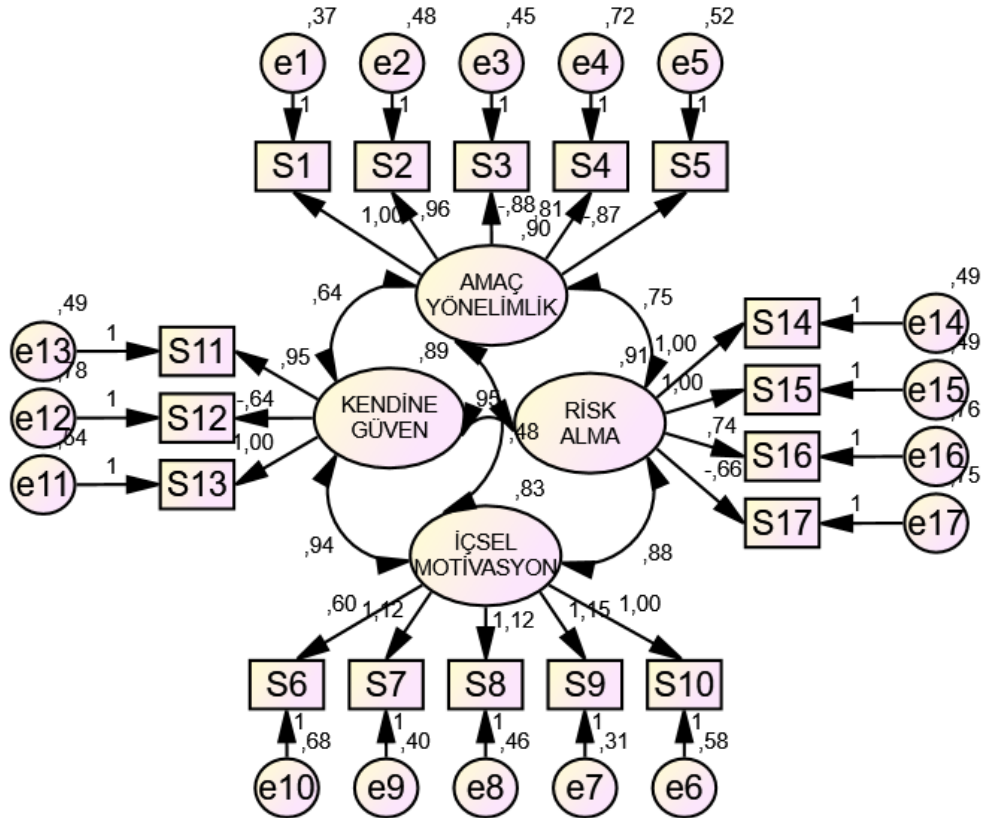 ,37 ,48 ,45 ,72 ,52
e1 e2 e3 e4 e5
1 1 1 1 1
S1 S2 S3 S4 S5
1,00 ,96 -,88 ,81 -,87
,90
AMAÇ
YÖNELİMLİK
,64 ,75
,49 ,49
e13 1 S11 ,95 ,89 ,91 1,00 S14 1 e14
,78 ,49
e12 1 S12 -,64 KENDİNE
GÜVEN ,95 ,48 RİSK
ALMA 1,00 S15 1 e15
,64 ,76
e11 1 S13 1,00 ,74 S16 1 e16
,75
-,66 S17 1 e17
,83
,94 ,88
İÇSEL
MOTİVASYON
,60 1,12 1,12 1,15 1,00
S6 S7 S8 S9 S10
1 1 1 1 1
,68 ,40 ,46 ,31 ,58
e10 e9 e8 e7 e6